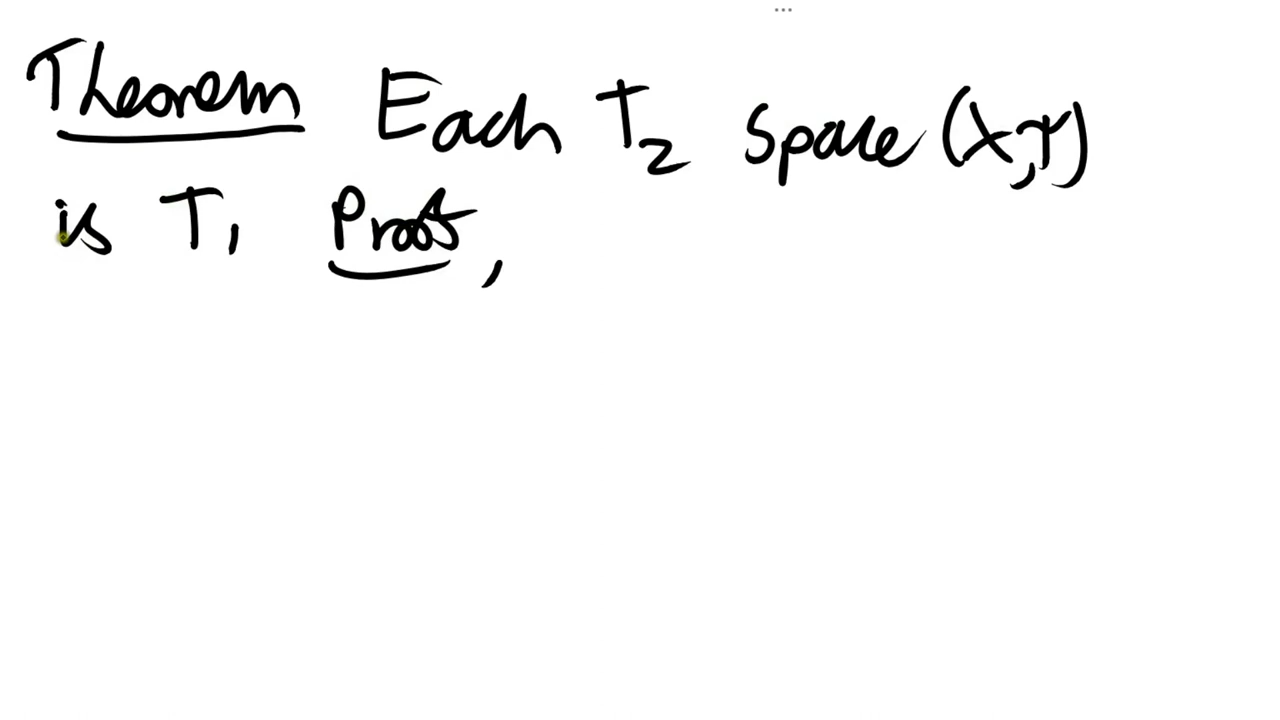 Theorem Each T₂ space (X,τ)
is T₁ Proof,